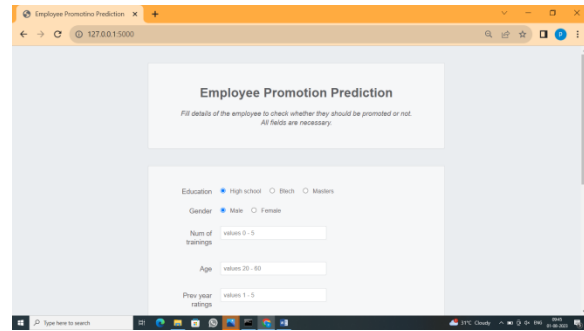 Employee Promotino Prediction
127.0.0.1:5000
P
Employee Promotion Prediction
Fill details of the employee to check whether they should be promoted or not.
All fields are necessary.
Education High school Btech Masters
Gender Male Female
Num of values 0 - 5
trainings
Age values 20 - 60
Prev year values 1 - 5
ratings
Type here to search
31°C Cloudy ENG